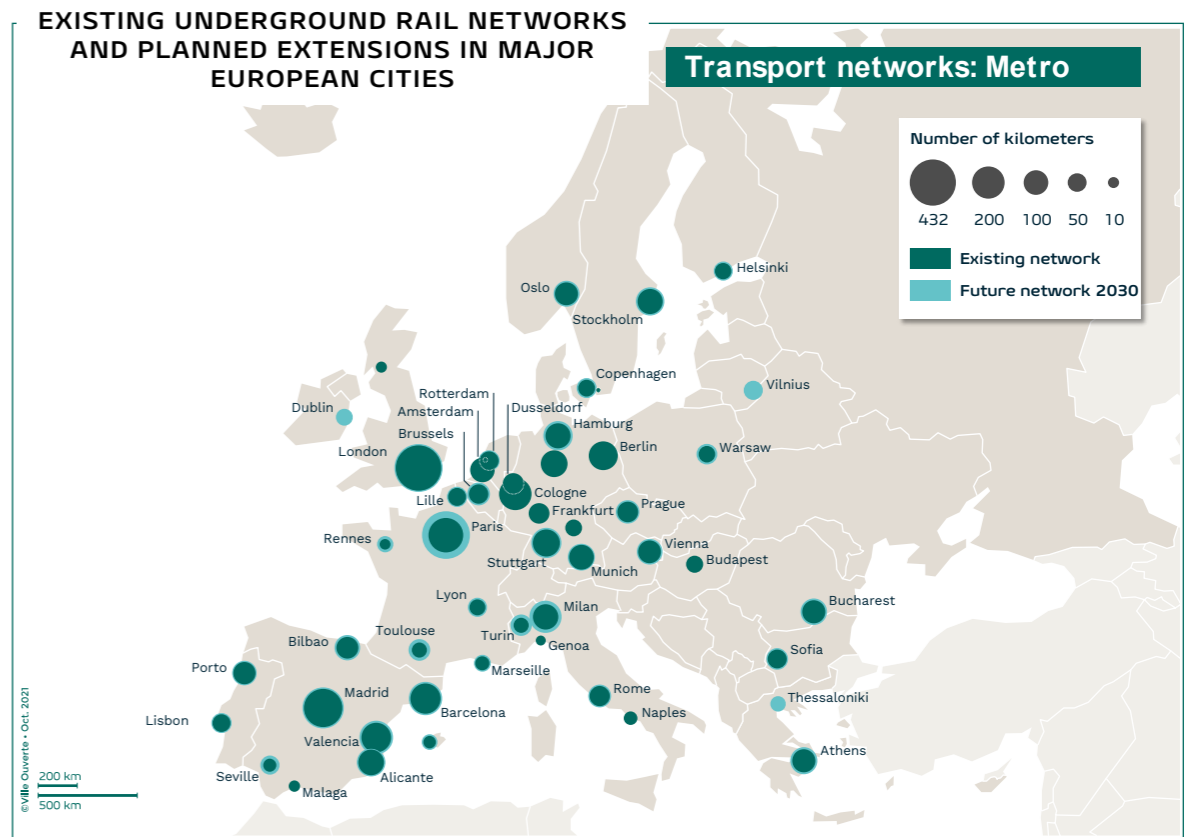 EXISTING UNDERGROUND RAIL NETWORKS
AND PLANNED EXTENSIONS IN MAJOR
EUROPEAN CITIES
Transport networks: Metro
Number of kilometers
432 200 100 50 10
Existing network
Future network 2030
Helsinki
Oslo
Stockholm
Copenhagen
Vilnius
Rotterdam
Dublin
Amsterdam
Dusseldorf
Hamburg
Brussels
London
Berlin
Warsaw
Lille
Cologne
Prague
Frankfurt
Paris
Rennes
Vienna
Stuttgart
Budapest
Munich
Lyon
Bucharest
Milan
Toulouse
Turin
Bilbao
Genoa
Sofia
Porto
Marseille
Rome
Madrid
Thessaloniki
Naples
Barcelona
Lisbon
Valencia
Athens
Seville
Alicante
Malaga
200 km
500 km
©Ville Ouverte • Oct. 2021